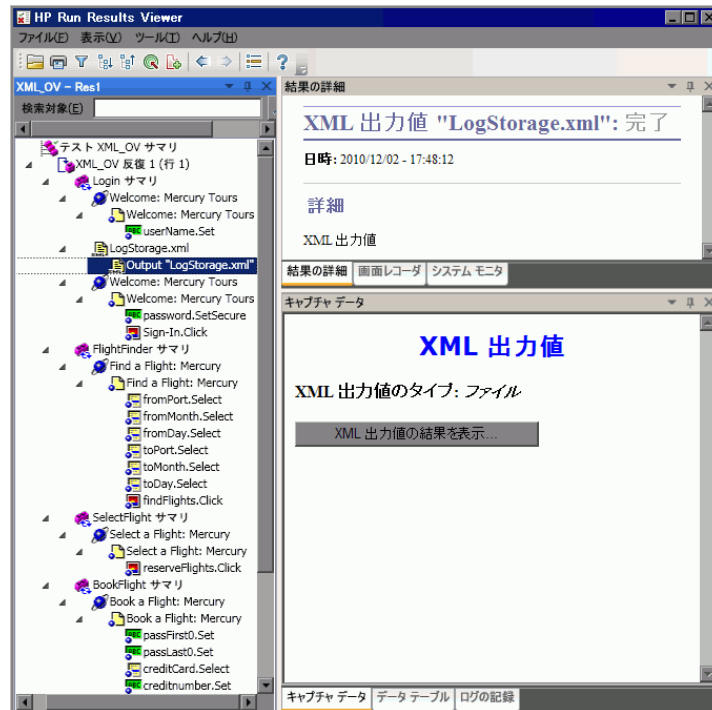 HP Run Results Viewer
ファイル(F) 表示(V) ツール(T) ヘルプ(H)
XML_OV - Res1
検索対象(E)
テスト XML_OV サマリ
XML_OV 反復 1 (行 1)
Login サマリ
Welcome: Mercury Tours
Welcome: Mercury Tours
userName.Set
LogStorage.xml
Output "LogStorage.xml"
Welcome: Mercury Tours
Welcome: Mercury Tours
password.SetSecure
Sign-In.Click
FlightFinder サマリ
Find a Flight: Mercury
Find a Flight: Mercury
fromPort.Select
fromMonth.Select
fromDay.Select
toPort.Select
toMonth.Select
toDay.Select
findFlights.Click
SelectFlight サマリ
Select a Flight: Mercury
Select a Flight: Mercury
reserveFlights.Click
BookFlight サマリ
Book a Flight: Mercury
Book a Flight: Mercury
passFirst0.Set
passLast0.Set
creditCard.Select
creditnumber.Set
結果の詳細
XML 出力値 "LogStorage.xml": 完了
日時: 2010/12/02 - 17:48:12
詳細
XML 出力値
結果の詳細 画面レコーダ システム モニタ
キャプチャ データ
XML 出力値
XML 出力値のタイプ: ファイル
XML 出力値の結果を表示...
キャプチャ データ データ テーブル ログの記録